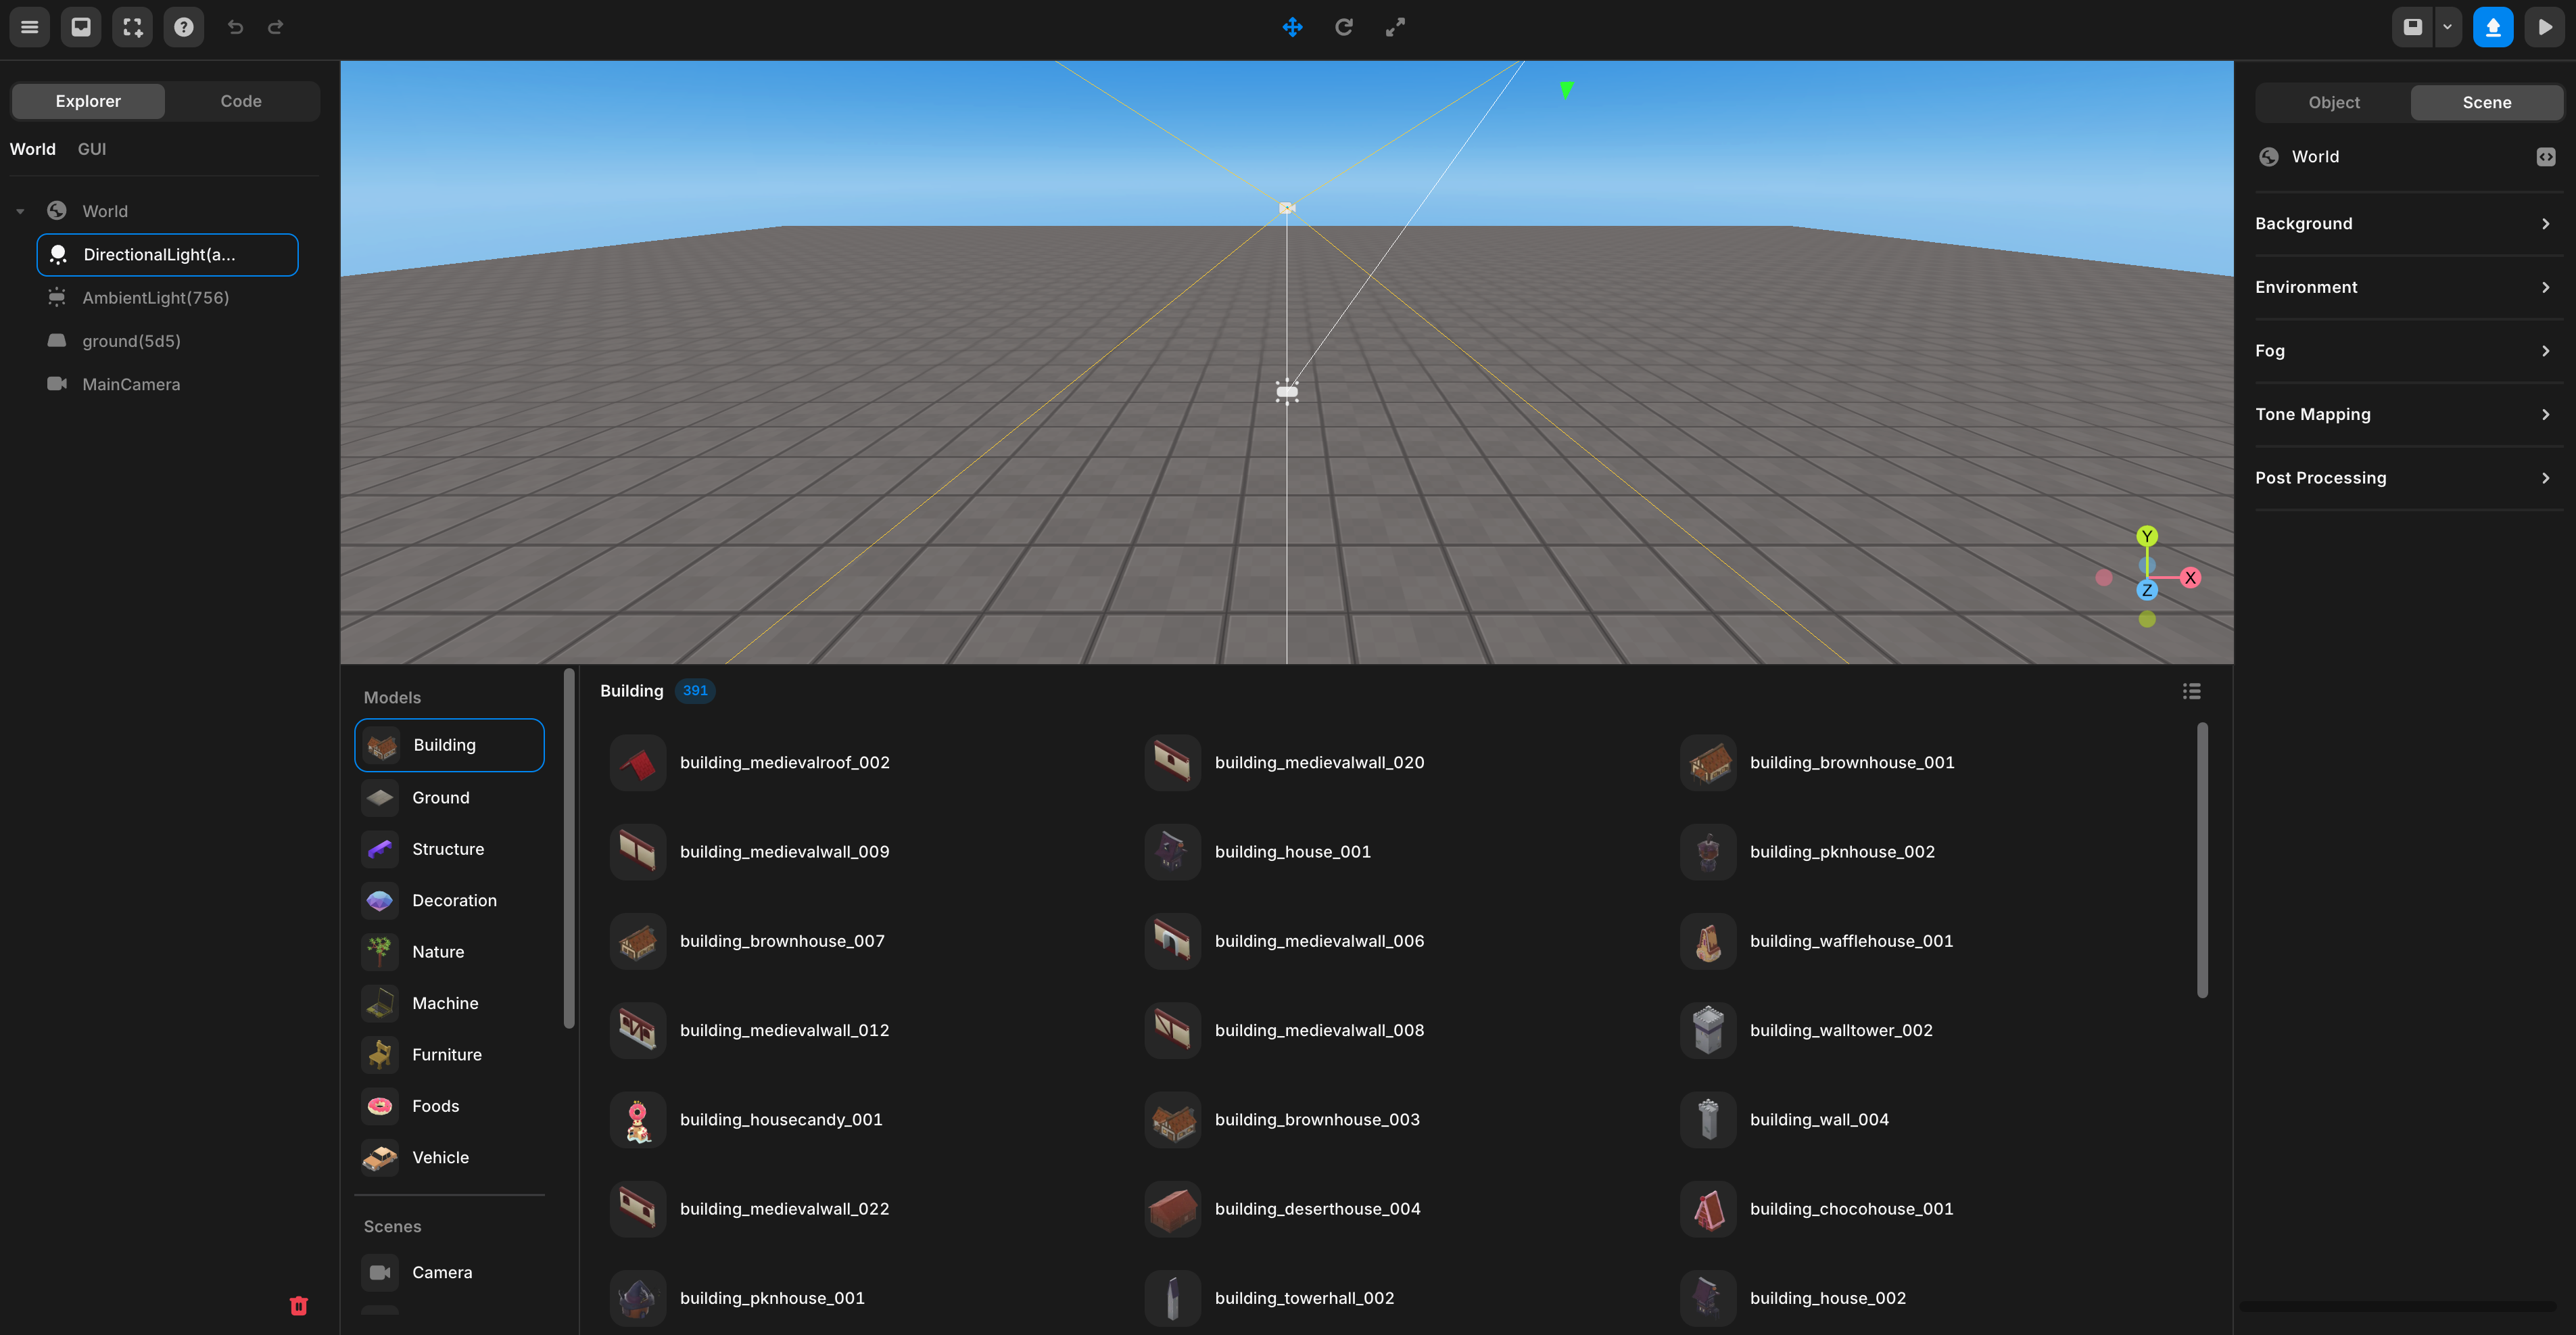 Explorer
Code
World
GUI
World
DirectionalLight(a...
AmbientLight(756)
ground(5d5)
MainCamera
Y
X
Z
Object
Scene
World
Background
Environment
Fog
Tone Mapping
Post Processing
Models
Building
Ground
Structure
Decoration
Nature
Machine
Furniture
Foods
Vehicle
Scenes
Camera
Building 391
building_medievalroof_002
building_medievalwall_020
building_brownhouse_001
building_medievalwall_009
building_house_001
building_pknhouse_002
building_brownhouse_007
building_medievalwall_006
building_wafflehouse_001
building_medievalwall_012
building_medievalwall_008
building_walltower_002
building_housecandy_001
building_brownhouse_003
building_wall_004
building_medievalwall_022
building_deserthouse_004
building_chocohouse_001
building_pknhouse_001
building_towerhall_002
building_house_002